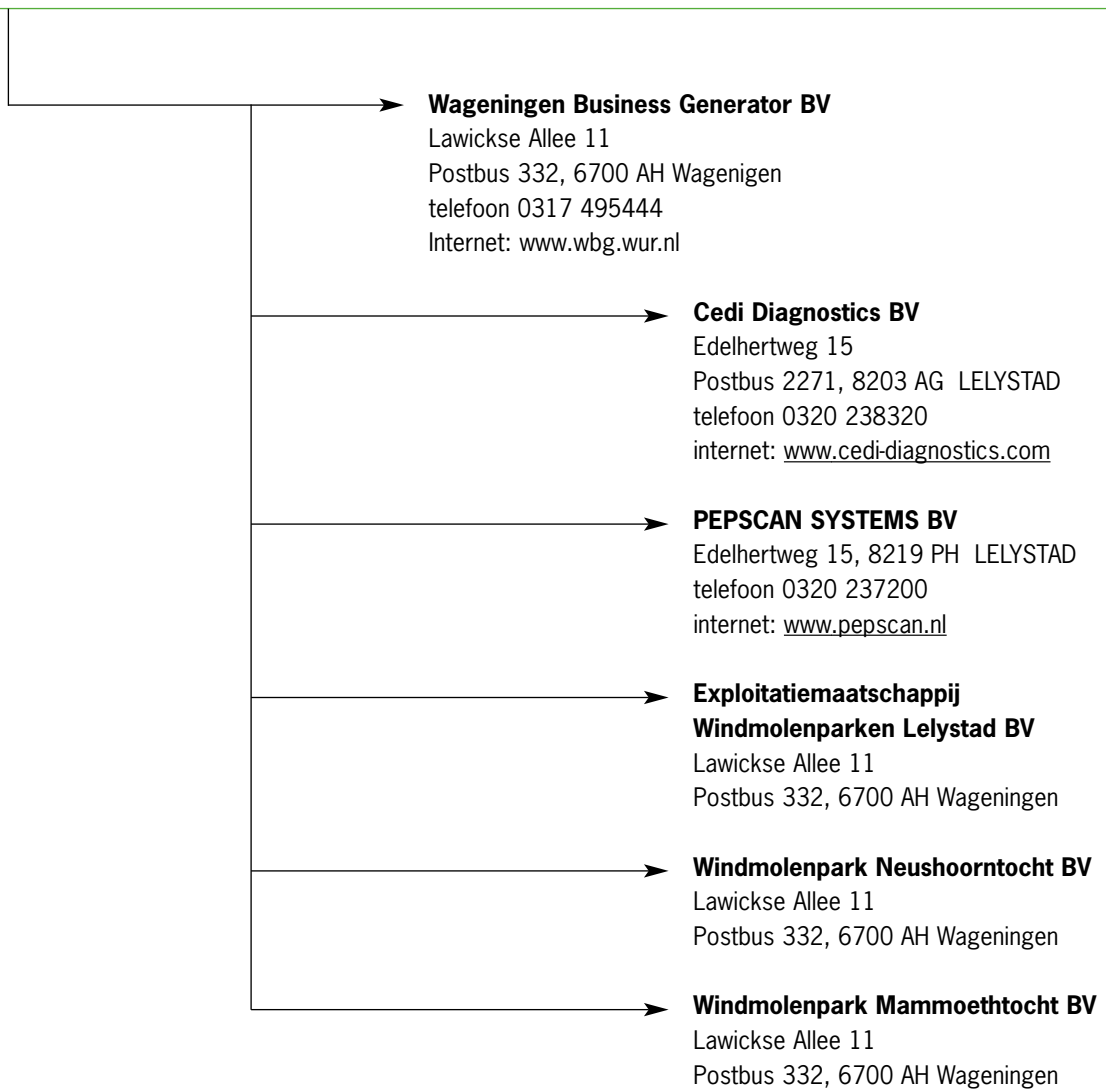 Wageningen Business Generator BV
Lawickse Allee 11
Postbus 332, 6700 AH Wagenigen
telefoon 0317 495444
Internet: www.wbg.wur.nl
Cedi Diagnostics BV
Edelhertweg 15
Postbus 2271, 8203 AG LELYSTAD
telefoon 0320 238320
internet: www.cedi-diagnostics.com
PEPSCAN SYSTEMS BV
Edelhertweg 15, 8219 PH LELYSTAD
telefoon 0320 237200
internet: www.pepscan.nl
Exploitatiemaatschappij
Windmolenparken Lelystad BV
Lawickse Allee 11
Postbus 332, 6700 AH Wageningen
Windmolenpark Neushoorntocht BV
Lawickse Allee 11
Postbus 332, 6700 AH Wageningen
Windmolenpark Mammoethtocht BV
Lawickse Allee 11
Postbus 332, 6700 AH Wageningen